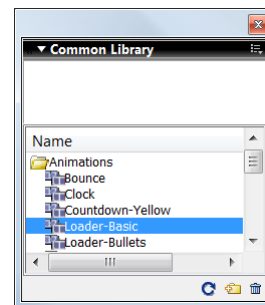 Common Library
Name
Animations
Bounce
Clock
Countdown-Yellow
Loader-Basic
Loader-Bullets